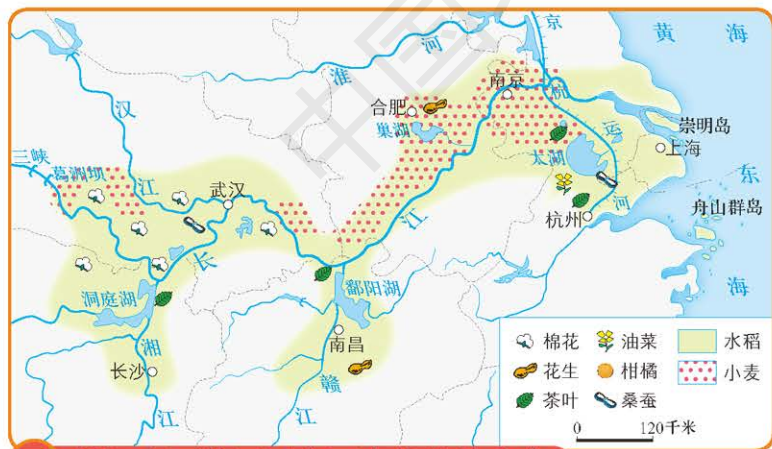 黄 海
京
淮 河
汉
南京
杭
合肥
巢湖
运
崇明岛
上海
三峡
葛洲坝
太湖
江
武汉
东
江
舟山群岛
杭州
河
长
海
洞庭湖
鄱阳湖
南昌
湘
长沙
赣
江
江
棉花 油菜 水稻
花生 柑橘 小麦
茶叶 桑蚕
0 120千米
中国